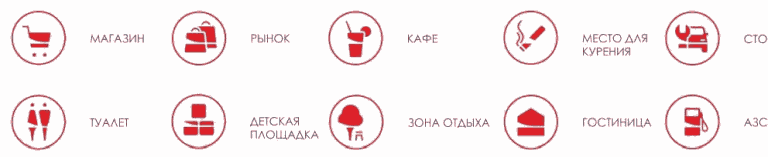 МАГАЗИН
РЫНОК
КАФЕ
МЕСТО ДЛЯ
КУРЕНИЯ
СТО
ТУАЛЕТ
ДЕТСКАЯ
ПЛОЩАДКА
ЗОНА ОТДЫХА
ГОСТИНИЦА
АЗС